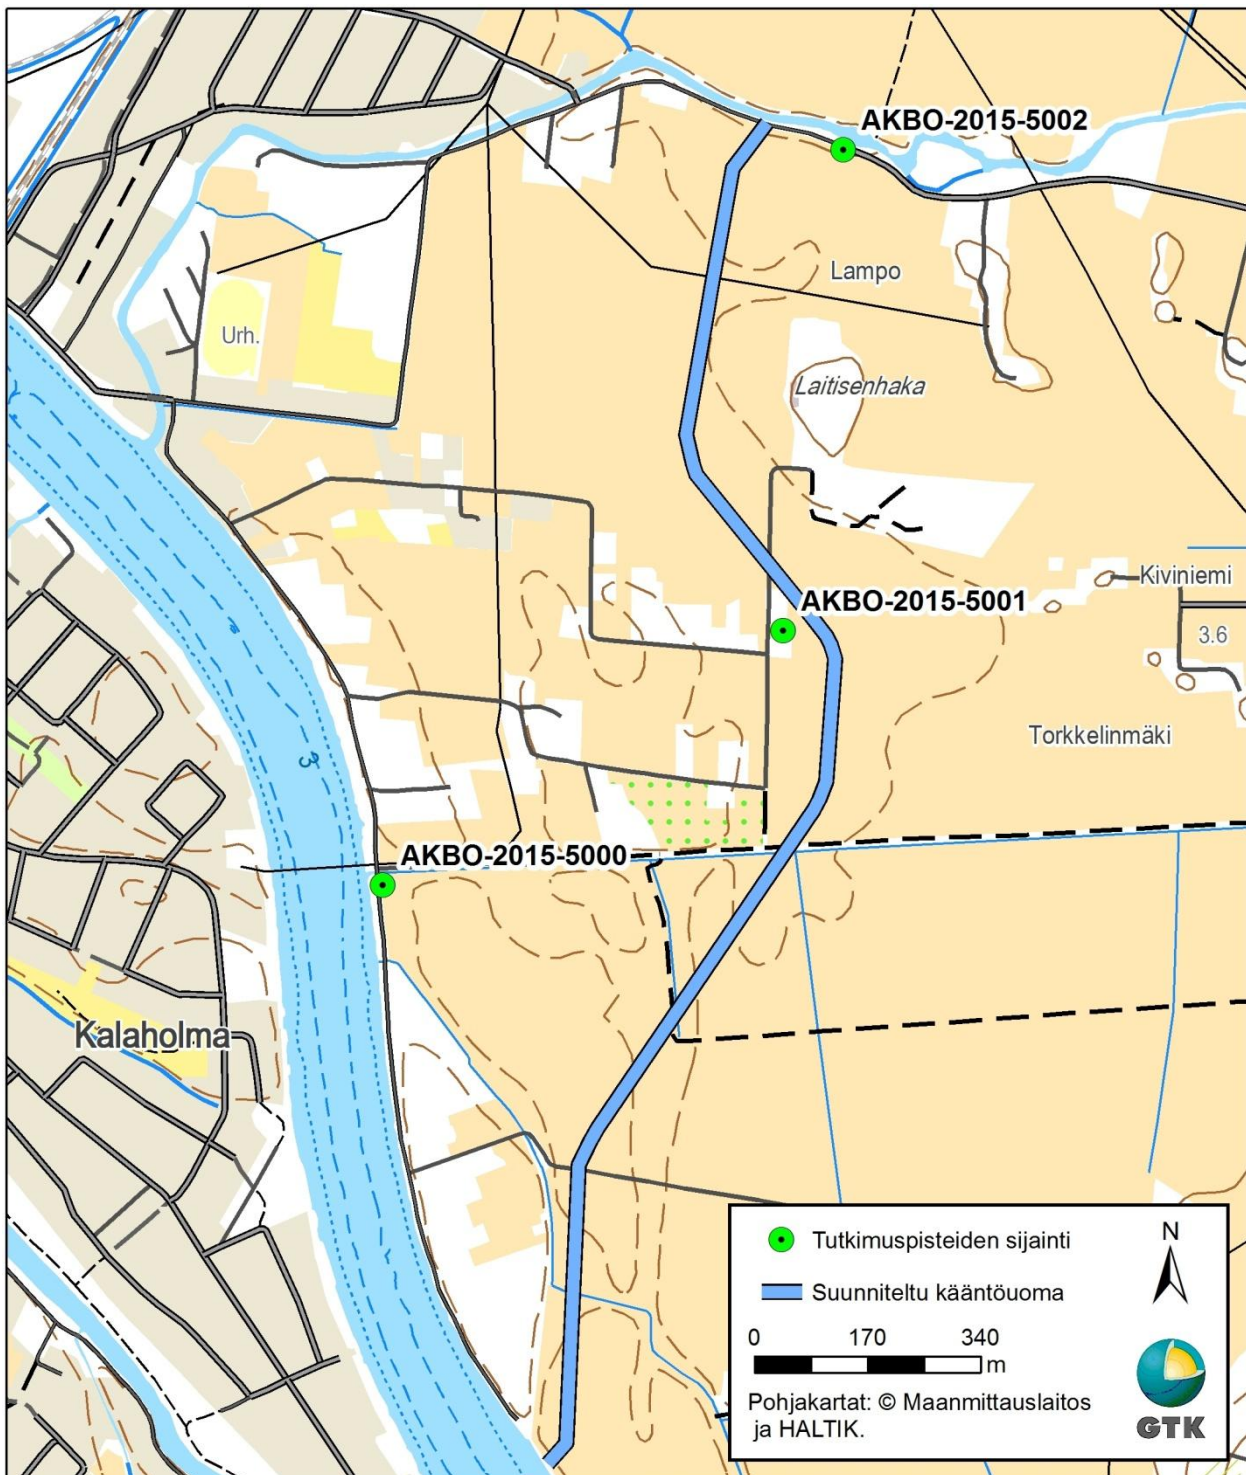 AKBO-2015-5002
Lampo
Urh.
Laitisenhaka
Kiviniemi
AKBO-2015-5001
3.6
Torkkelinmäki
3
AKBO-2015-5000
Kalaholma
Tutkimuspisteiden sijainti
N
Suunniteltu kääntöuoma
0 170 340
m
Pohjakartat: © Maanmittauslaitos
ja HALTIK.
GTK